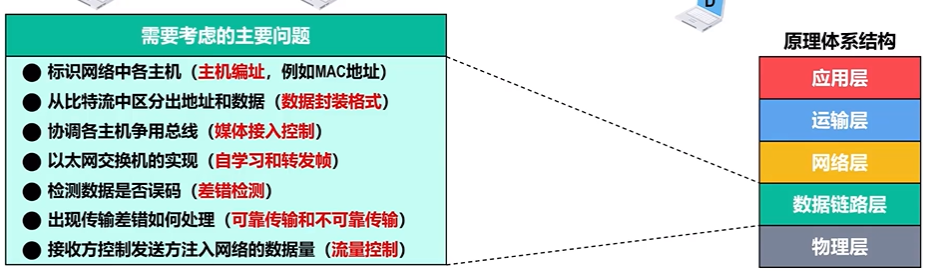 D
需要考虑的主要问题
● 标识网络中各主机（主机编址，例如MAC地址）
● 从比特流中区分出地址和数据（数据封装格式）
● 协调各主机争用总线（媒体接入控制）
● 以太网交换机的实现（自学习和转发帧）
● 检测数据是否误码（差错检测）
● 出现传输差错如何处理（可靠传输和不可靠传输）
● 接收方控制发送方注入网络的数据量（流量控制）
原理体系结构
应用层
运输层
网络层
数据链路层
物理层